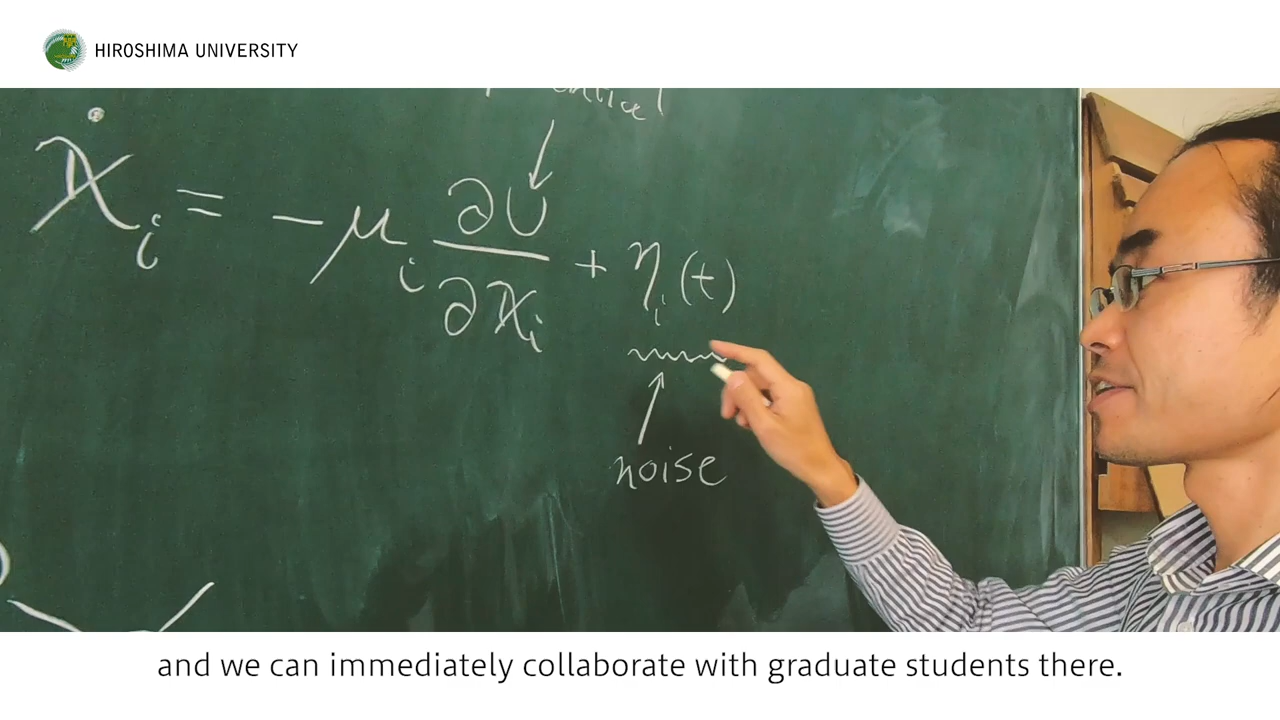 HIROSHIMA UNIVERSITY
ẋᵢ = −μᵢ ∂U/∂xᵢ + ηᵢ(t)
noise
and we can immediately collaborate with graduate students there.